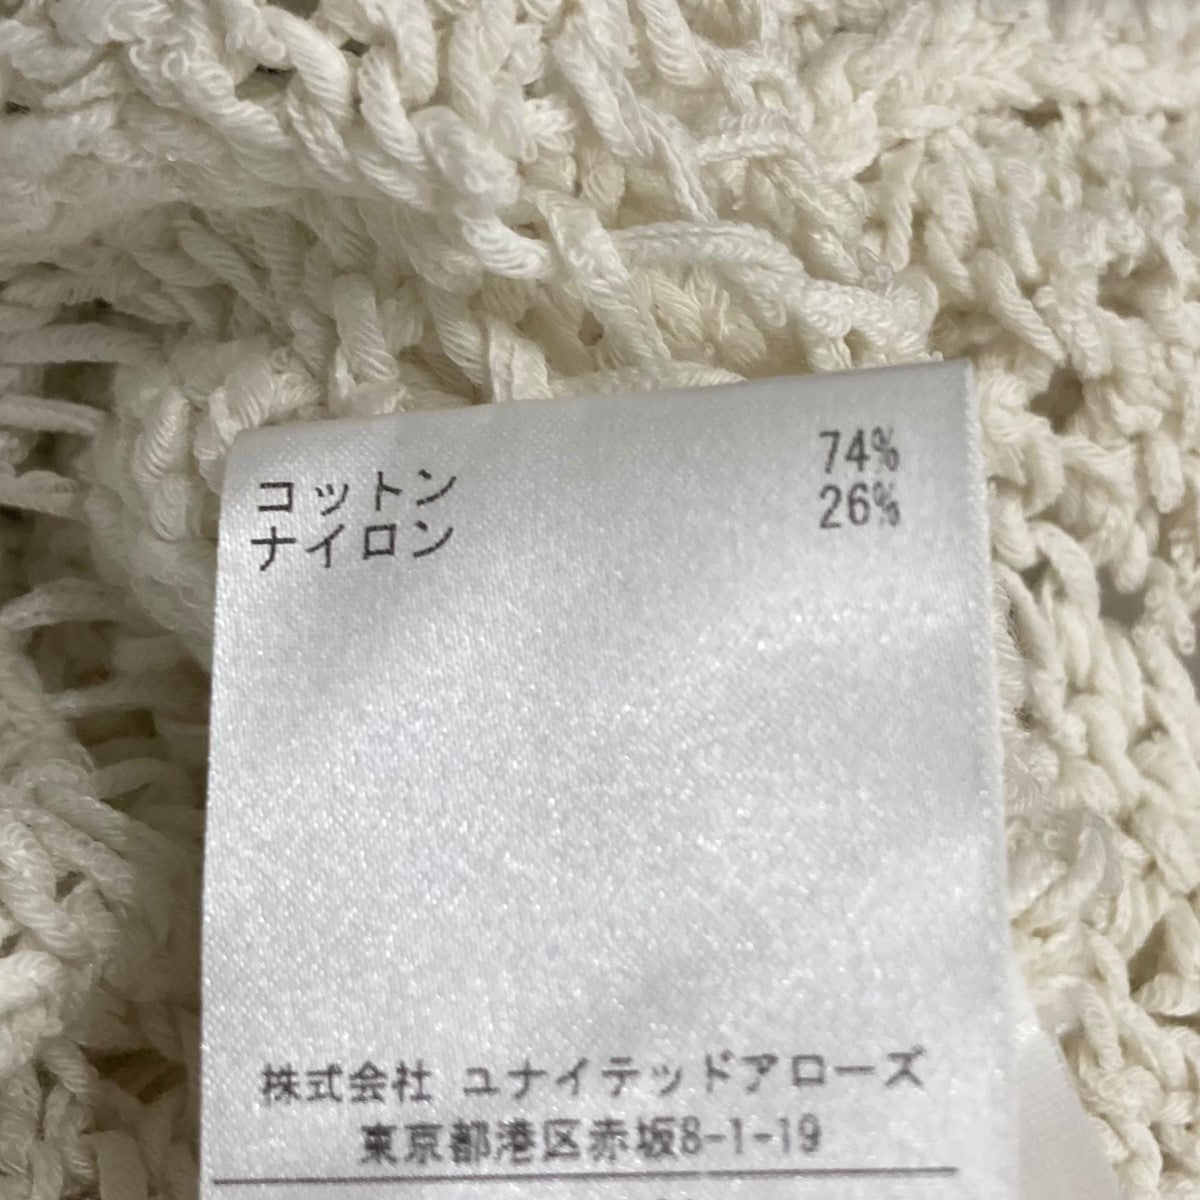 コットン 74%
ナイロン 26%
株式会社 ユナイテッドアローズ
東京都港区赤坂8-1-19